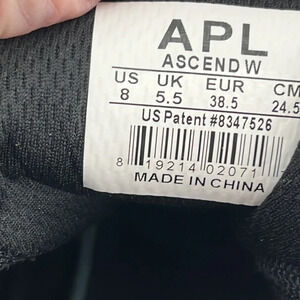 APL
ASCEND W
US UK EUR CM
8 5.5 38.5 24.5
US Patent #8347526
8 19214 02071
MADE IN CHINA